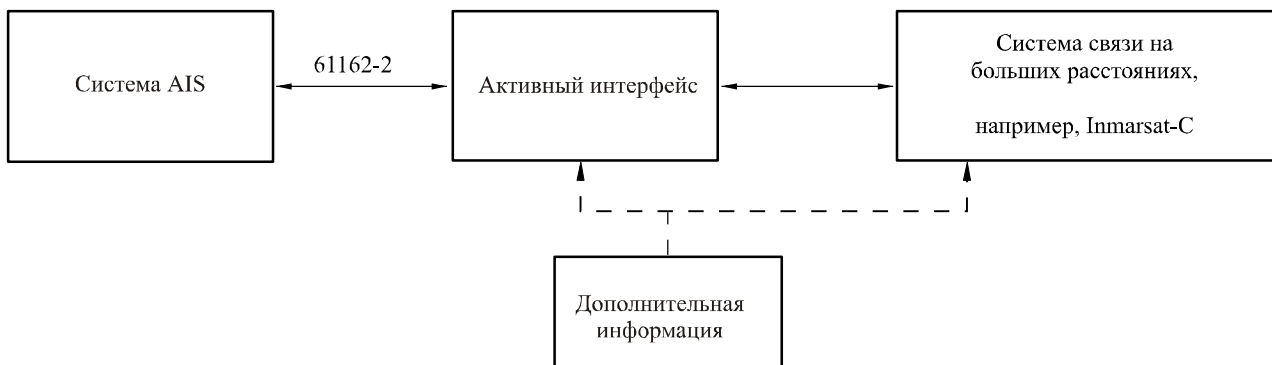 Система AIS
61162-2
Активный интерфейс
Система связи на
больших расстояниях,
например, Inmarsat-C
Дополнительная
информация